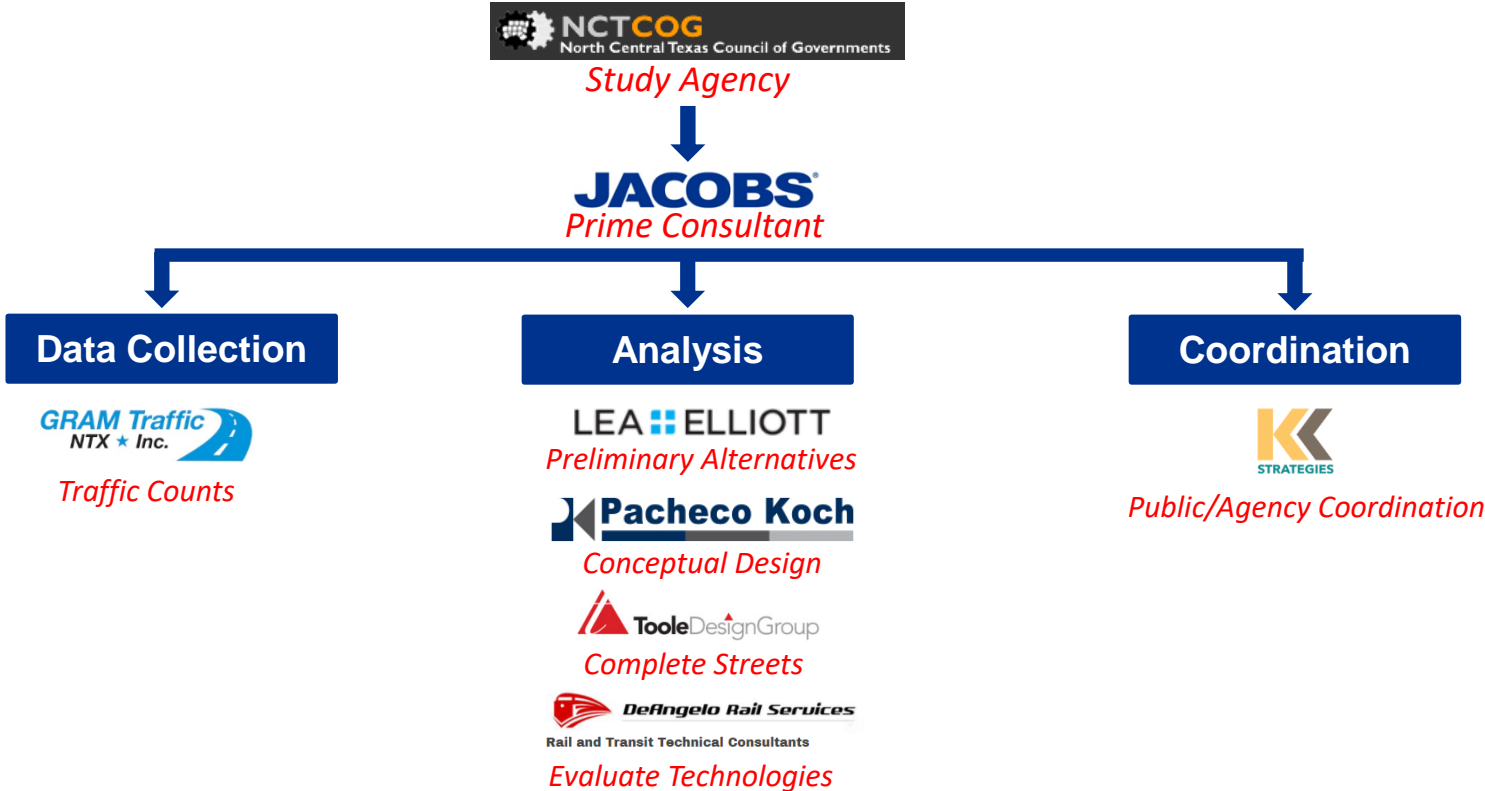 NCTCOG
North Central Texas Council of Governments
Study Agency
JACOBS®
Prime Consultant
Data Collection
GRAM Traffic
NTX ★ Inc.
Traffic Counts
Analysis
LEA ELLIOTT
Preliminary Alternatives
Pacheco Koch
Conceptual Design
TooleDesignGroup
Complete Streets
DeAngelo Rail Services
Rail and Transit Technical Consultants
Evaluate Technologies
Coordination
KK
STRATEGIES
Public/Agency Coordination